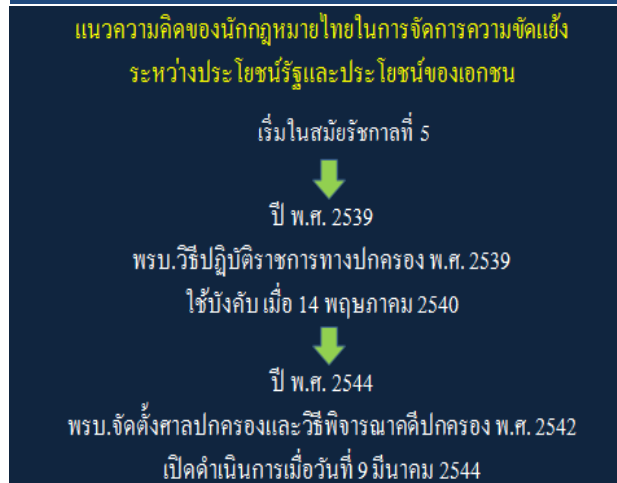 แนวความคิดของนักกฎหมายไทยในการจัดการความขัดแย้ง
ระหว่างประโยชน์รัฐและประโยชน์ของเอกชน
เริ่มในสมัยรัชกาลที่ 5
ปี พ.ศ. 2539
พรบ.วิธีปฏิบัติราชการทางปกครอง พ.ศ. 2539
ใช้บังคับ เมื่อ 14 พฤษภาคม 2540
ปี พ.ศ. 2544
พรบ.จัดตั้งศาลปกครองและวิธีพิจารณาคดีปกครอง พ.ศ. 2542
เปิดดำเนินการเมื่อวันที่ 9 มีนาคม 2544